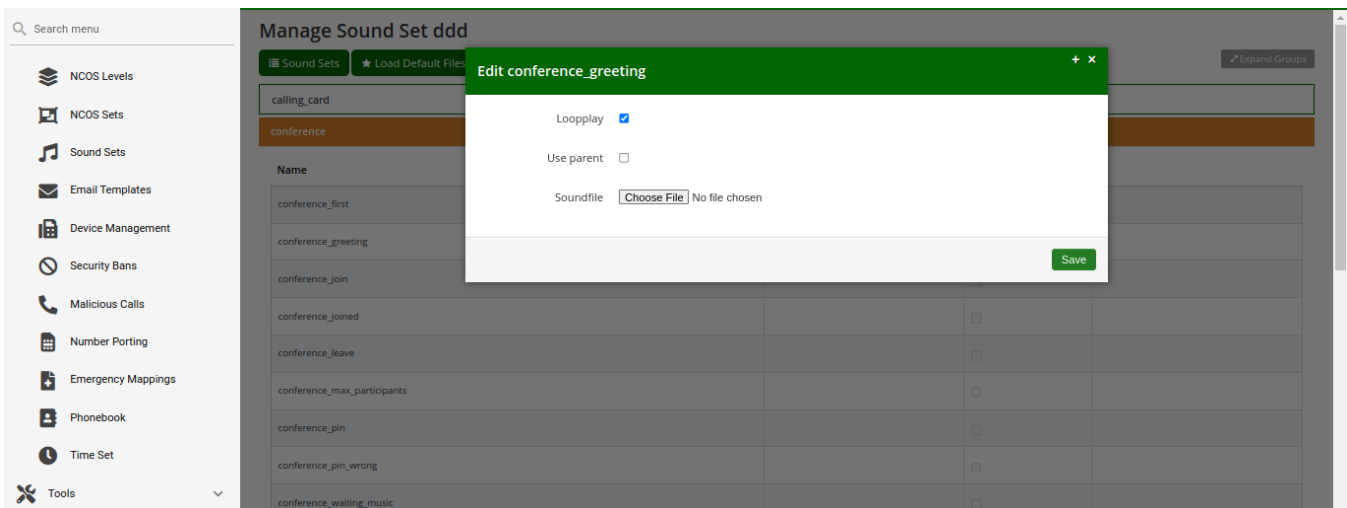 Search menu
NCOS Levels
NCOS Sets
Sound Sets
Email Templates
Device Management
Security Bans
Malicious Calls
Number Porting
Emergency Mappings
Phonebook
Time Set
Tools
Manage Sound Set ddd
Sound Sets
Load Default Files
Expand Groups
calling_card
conference
Name
conference_first
conference_greeting
conference_join
conference_joined
conference_leave
conference_max_participants
conference_pin
conference_pin_wrong
conference_waiting_music
Edit conference_greeting
Loopplay
Use parent
Soundfile Choose File No file chosen
Save